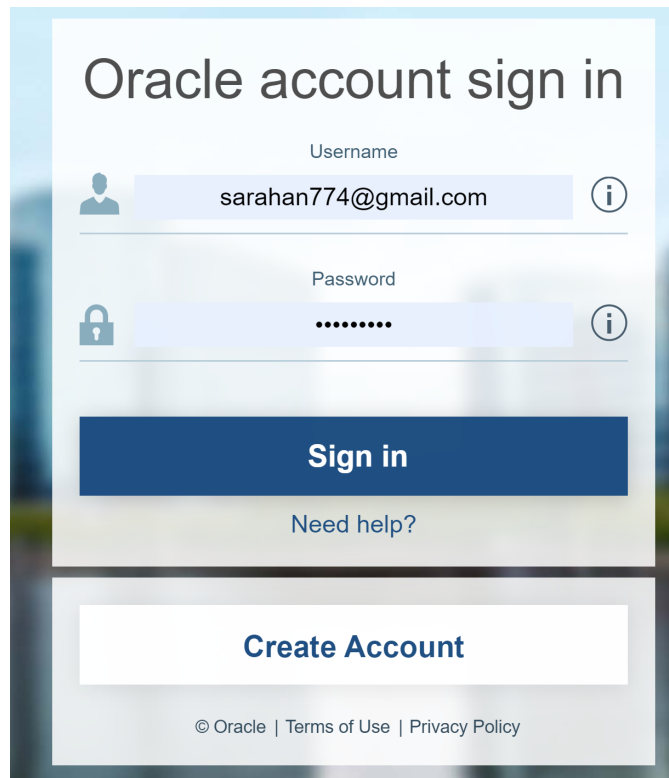 Oracle account sign in
Username
sarahan774@gmail.com
i
Password
•••••••••
i
Sign in
Need help?
Create Account
© Oracle | Terms of Use | Privacy Policy